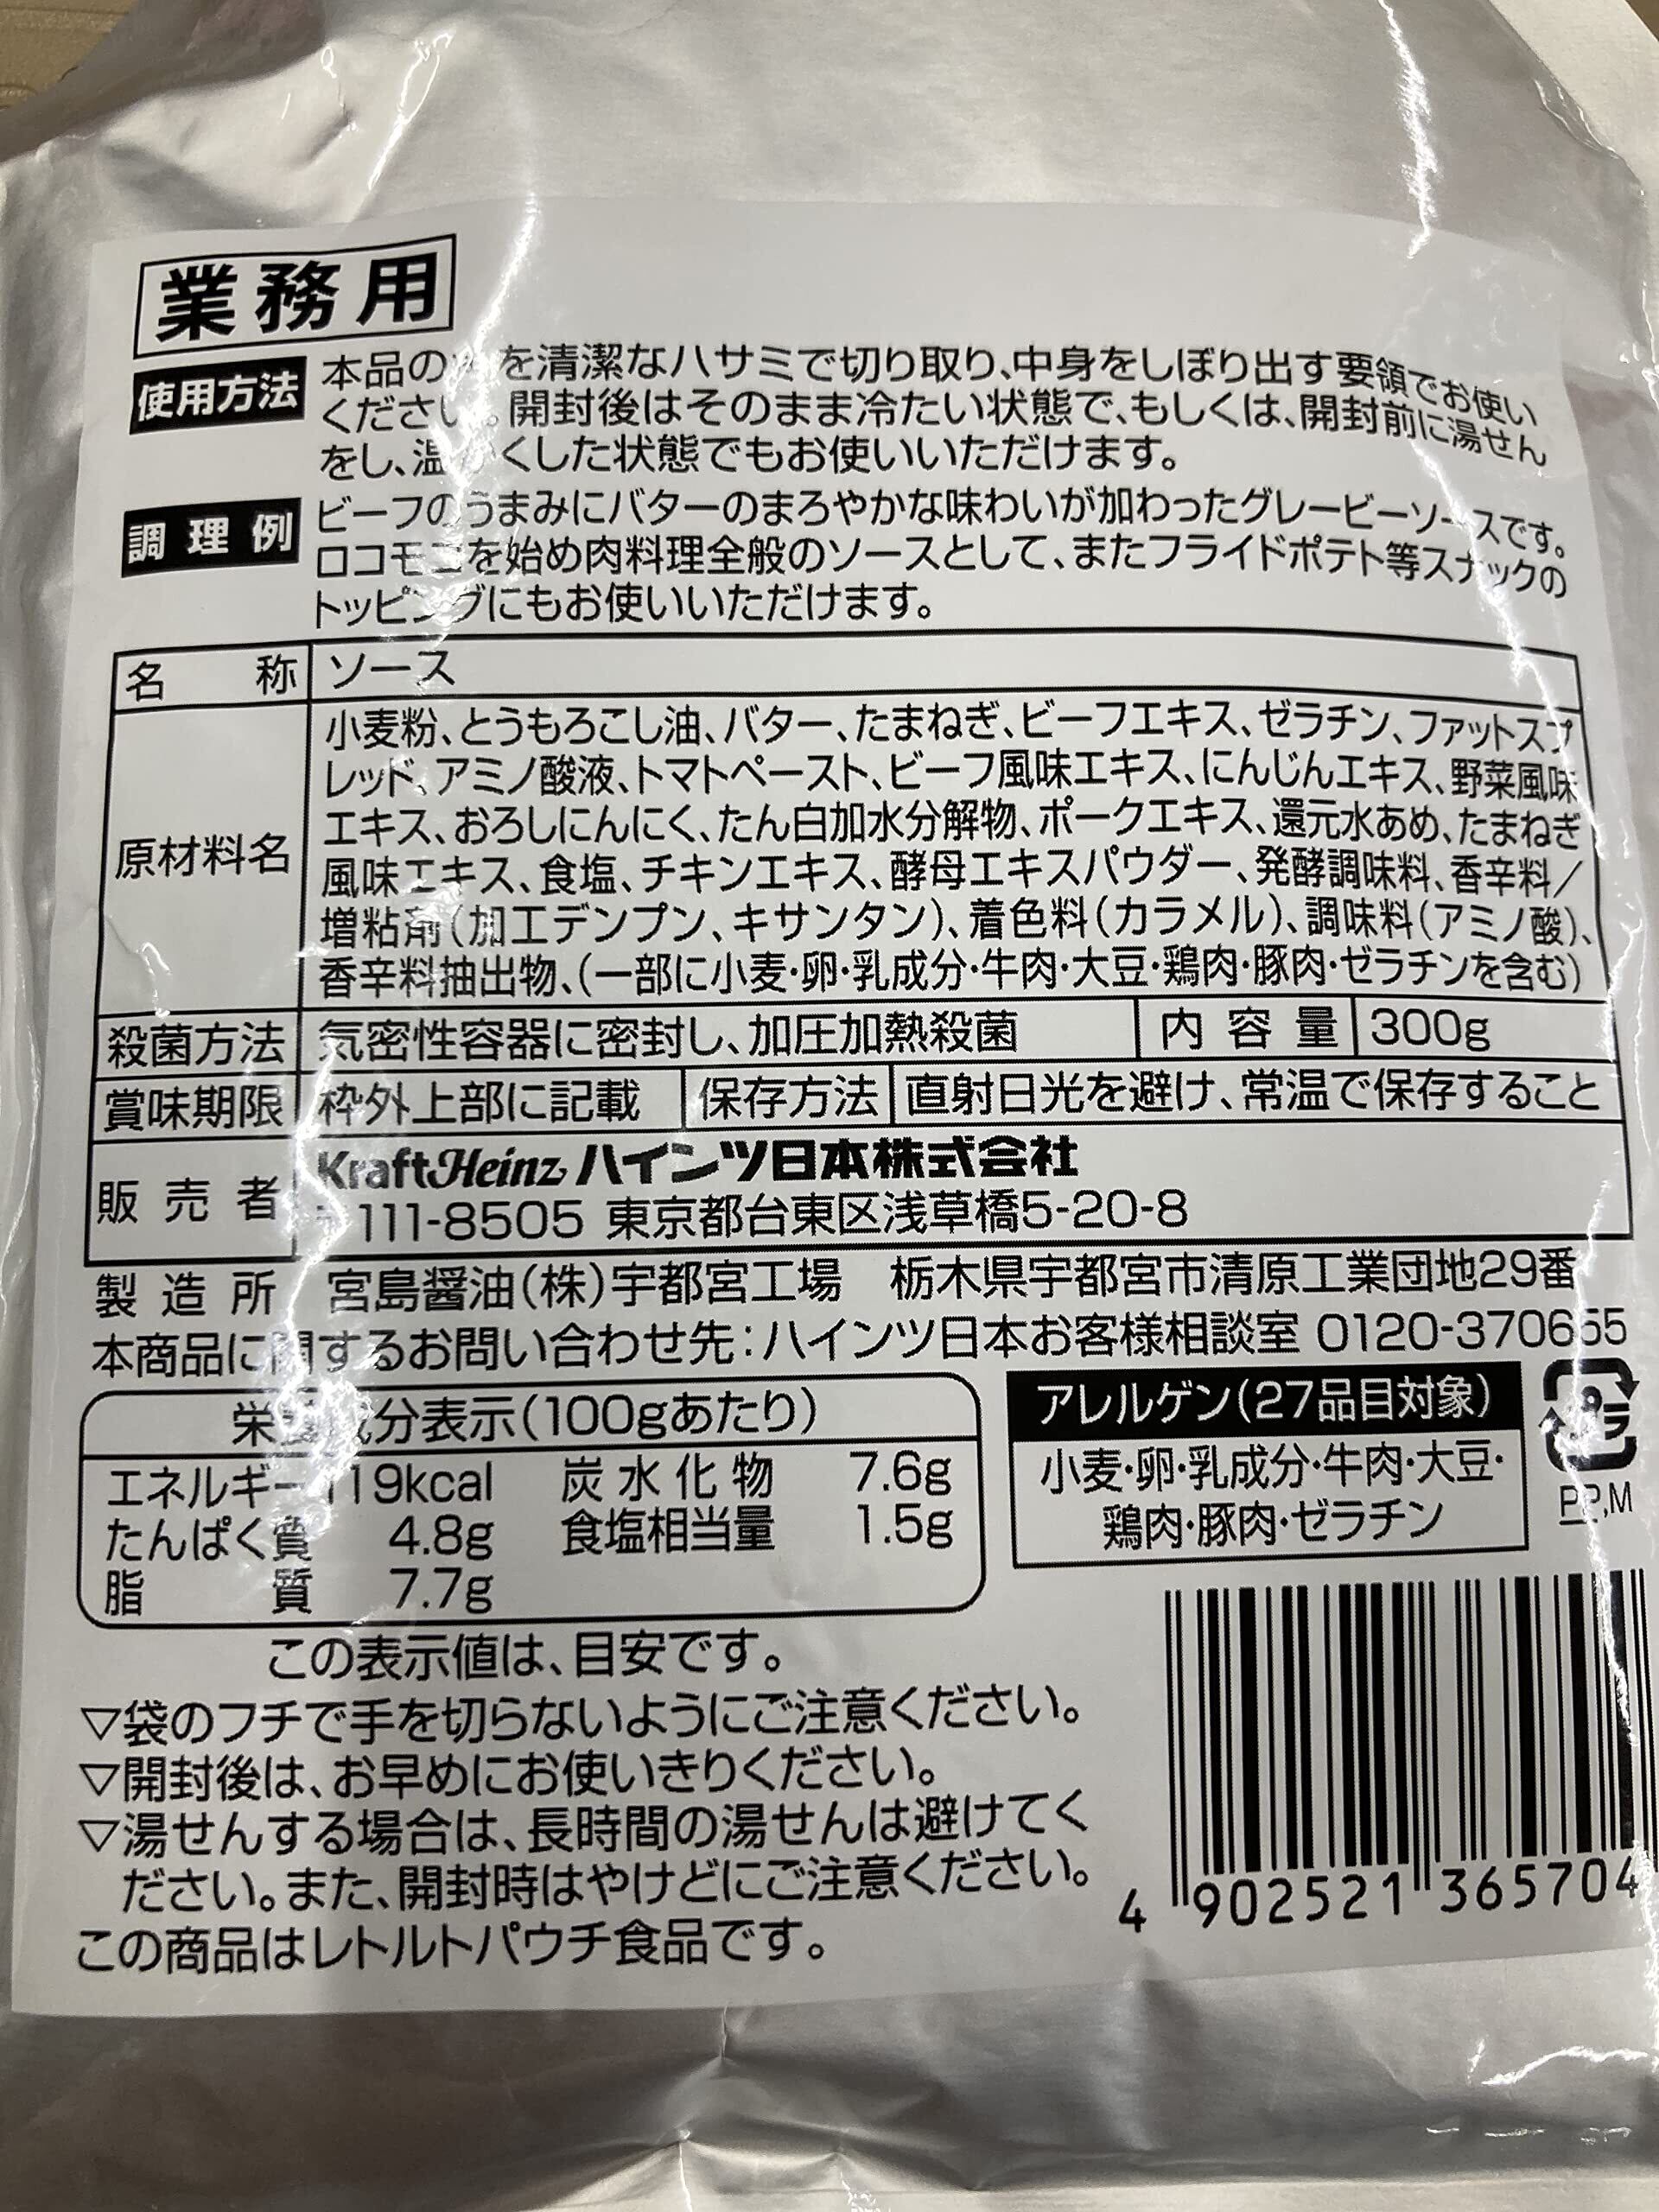 業務用
使用方法 本品の を清潔なハサミで切り取り、中身をしぼり出す要領でお使い
ください。開封後はそのまま冷たい状態で、もしくは、開封前に湯せん
をし、温かくした状態でもお使いいただけます。
調理例 ビーフのうまみにバターのまろやかな味わいが加わったグレービーソースです。
ロコモコを始め肉料理全般のソースとして、またフライドポテト等スナックの
トッピングにもお使いいただけます。
名称 ソース
原材料名 小麦粉、とうもろこし油、バター、たまねぎ、ビーフエキス、ゼラチン、ファットスプ
レッド、アミノ酸液、トマトペースト、ビーフ風味エキス、にんじんエキス、野菜風味
エキス、おろしにんにく、たん白加水分解物、ポークエキス、還元水あめ、たまねぎ
風味エキス、食塩、チキンエキス、酵母エキスパウダー、発酵調味料、香辛料／
増粘剤（加工デンプン、キサンタン）、着色料（カラメル）、調味料（アミノ酸）、
香辛料抽出物、（一部に小麦・卵・乳成分・牛肉・大豆・鶏肉・豚肉・ゼラチンを含む）
殺菌方法 気密性容器に密封し、加圧加熱殺菌 内容量 300g
賞味期限 枠外上部に記載 保存方法 直射日光を避け、常温で保存すること
販売者 KraftHeinz ハインツ日本株式会社
〒111-8505 東京都台東区浅草橋5-20-8
製造所 宮島醤油（株）宇都宮工場 栃木県宇都宮市清原工業団地29番
本商品に関するお問い合わせ先：ハインツ日本お客様相談室 0120-370655
栄養成分表示（100gあたり）
エネルギー 119kcal 炭水化物 7.6g
たんぱく質 4.8g 食塩相当量 1.5g
脂質 7.7g
この表示値は、目安です。
アレルゲン（27品目対象）
小麦・卵・乳成分・牛肉・大豆・
鶏肉・豚肉・ゼラチン
プラ
PP,M
▽袋のフチで手を切らないようにご注意ください。
▽開封後は、お早めにお使いきりください。
▽湯せんする場合は、長時間の湯せんは避けてく
ださい。また、開封時はやけどにご注意ください。
この商品はレトルトパウチ食品です。
4 902521 365704